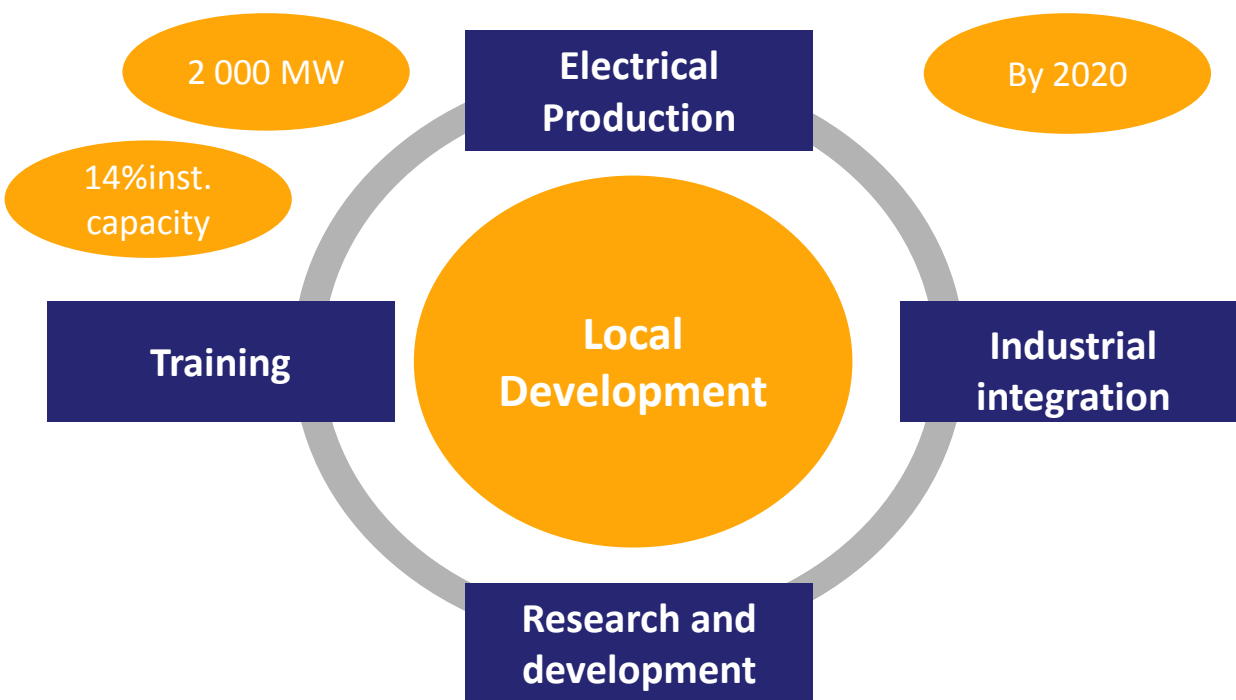 2 000 MW
Electrical
Production
By 2020
14%inst.
capacity
Training
Local
Development
Industrial
integration
Research and
development